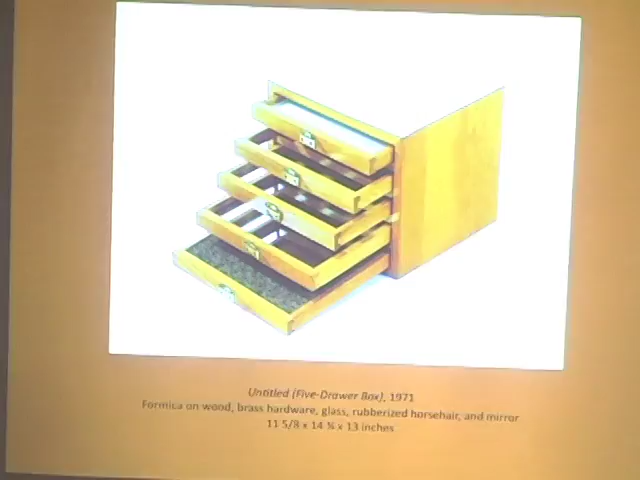 Untitled (Five-Drawer Box), 1971
Formica on wood, brass hardware, glass, rubberized horsehair, and mirror
11 5/8 x 14 ¾ x 13 inches